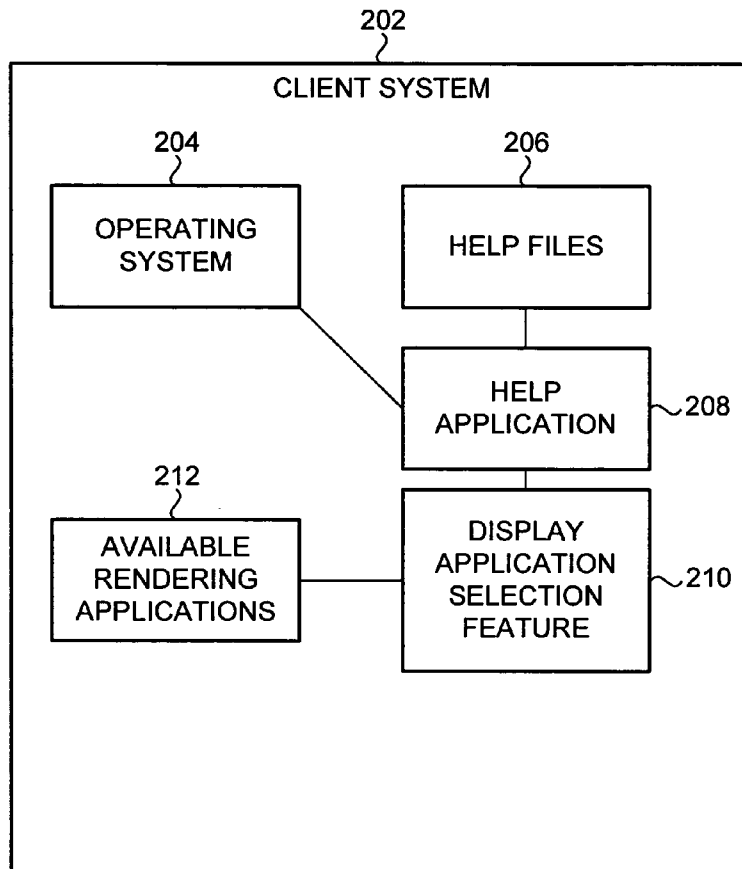 202
CLIENT SYSTEM
204
OPERATING
SYSTEM
206
HELP FILES
HELP
APPLICATION
208
212
AVAILABLE
RENDERING
APPLICATIONS
DISPLAY
APPLICATION
SELECTION
FEATURE
210